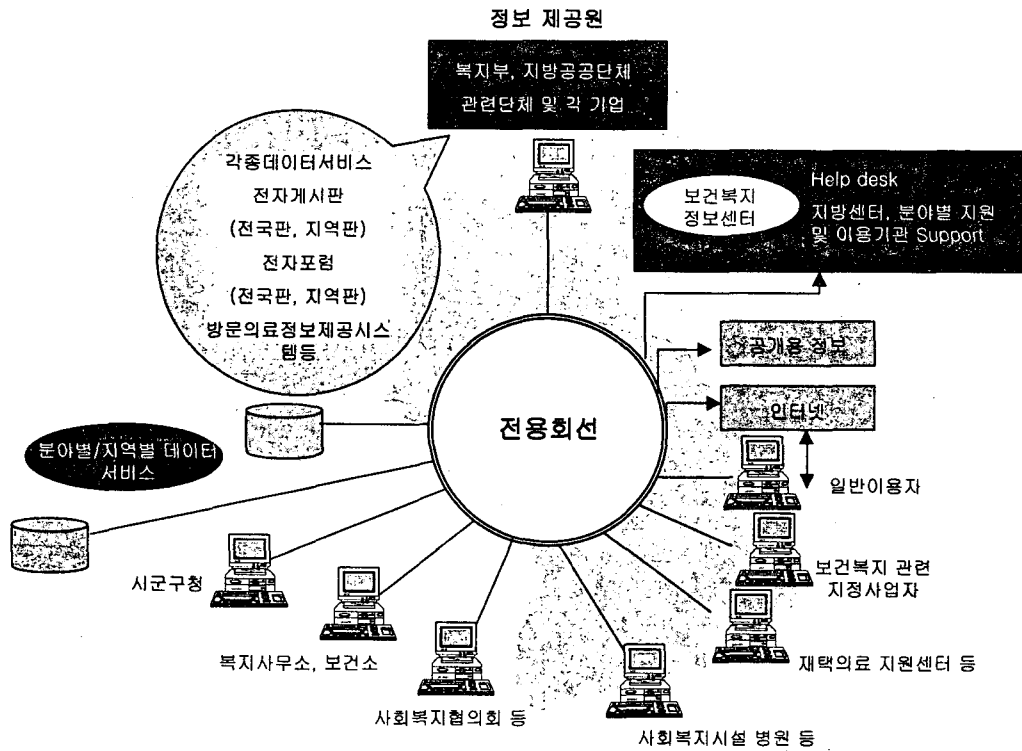 정보 제공원
복지부, 지방공공단체
관련단체 및 각 기업
각종데이터서비스
전자게시판
(전국판, 지역판)
전자포럼
(전국판, 지역판)
방문의료정보제공시스
템등
보건복지
정보센터
Help desk
지방센터, 분야별 지원
및 이용기관 Support
공개용 정보
인터넷
전용회선
분야별/지역별 데이터
서비스
일반이용자
보건복지 관련
지정사업자
시군구청
복지사무소, 보건소
재택의료 지원센터 등
사회복지협의회 등
사회복지시설 병원 등